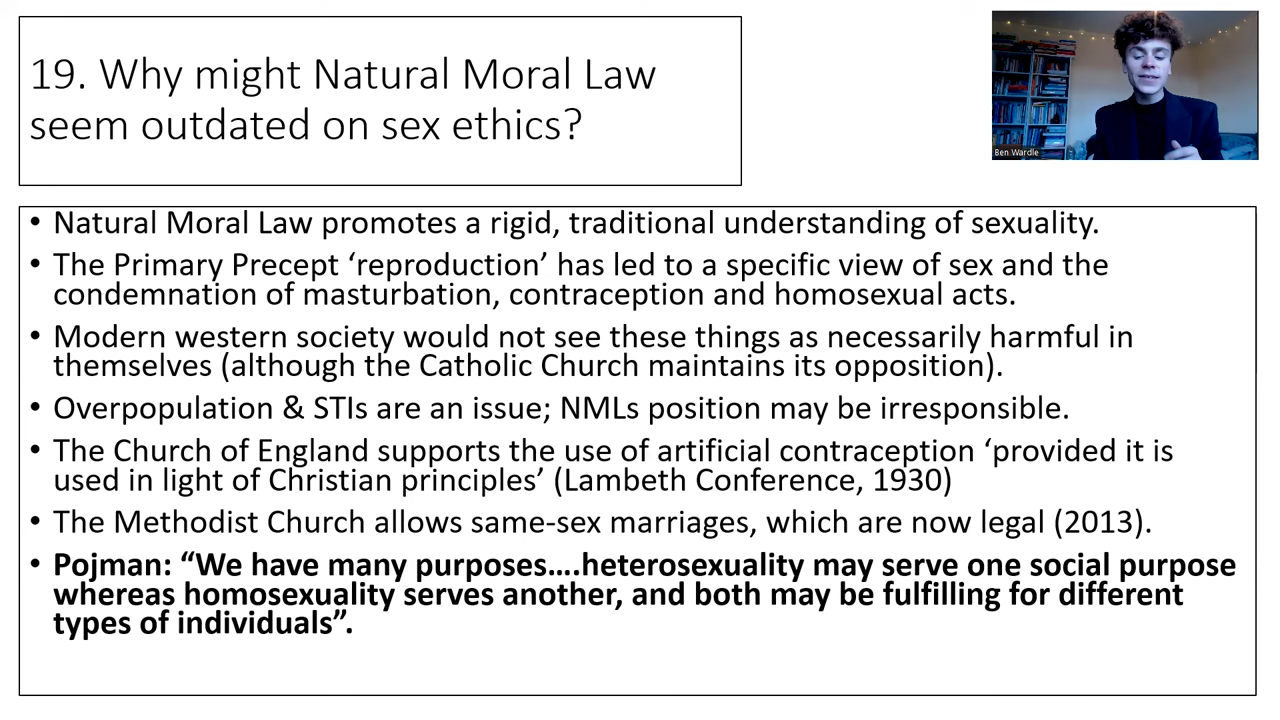 19. Why might Natural Moral Law
seem outdated on sex ethics?
Ben Wardle
• Natural Moral Law promotes a rigid, traditional understanding of sexuality.
• The Primary Precept ‘reproduction’ has led to a specific view of sex and the
condemnation of masturbation, contraception and homosexual acts.
• Modern western society would not see these things as necessarily harmful in
themselves (although the Catholic Church maintains its opposition).
• Overpopulation & STIs are an issue; NMLs position may be irresponsible.
• The Church of England supports the use of artificial contraception ‘provided it is
used in light of Christian principles’ (Lambeth Conference, 1930)
• The Methodist Church allows same-sex marriages, which are now legal (2013).
• Pojman: “We have many purposes….heterosexuality may serve one social purpose
whereas homosexuality serves another, and both may be fulfilling for different
types of individuals”.